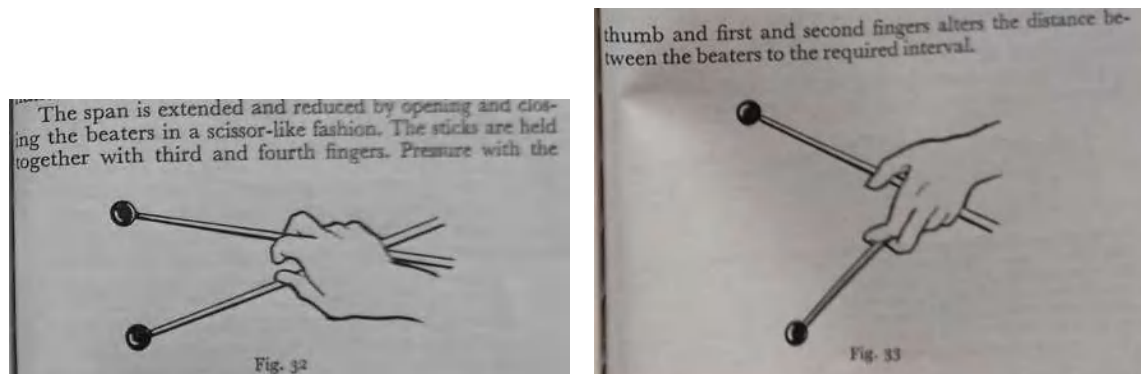 The span is extended and reduced by opening and clos-
ing the beaters in a scissor-like fashion. The sticks are held
together with third and fourth fingers. Pressure with the
Fig. 32
thumb and first and second fingers alters the distance be-
tween the beaters to the required interval.
Fig. 33